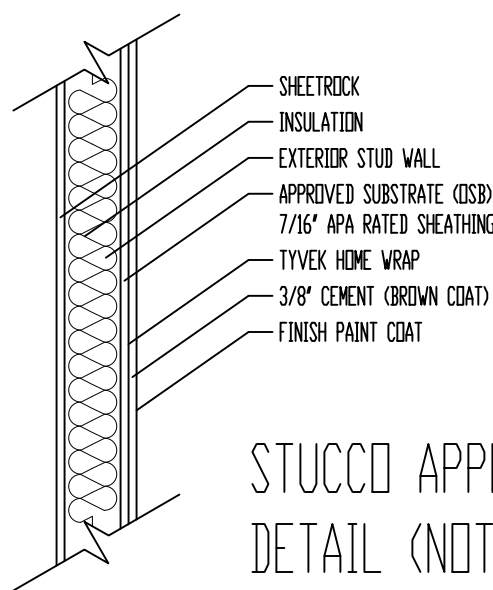 SHEETROCK
INSULATION
EXTERIOR STUD WALL
APPROVED SUBSTRATE (OSB)
7/16" APA RATED SHEATHING
TYVEK HOME WRAP
3/8" CEMENT (BROWN COAT)
FINISH PAINT COAT
STUCCO
DETAIL (NOT